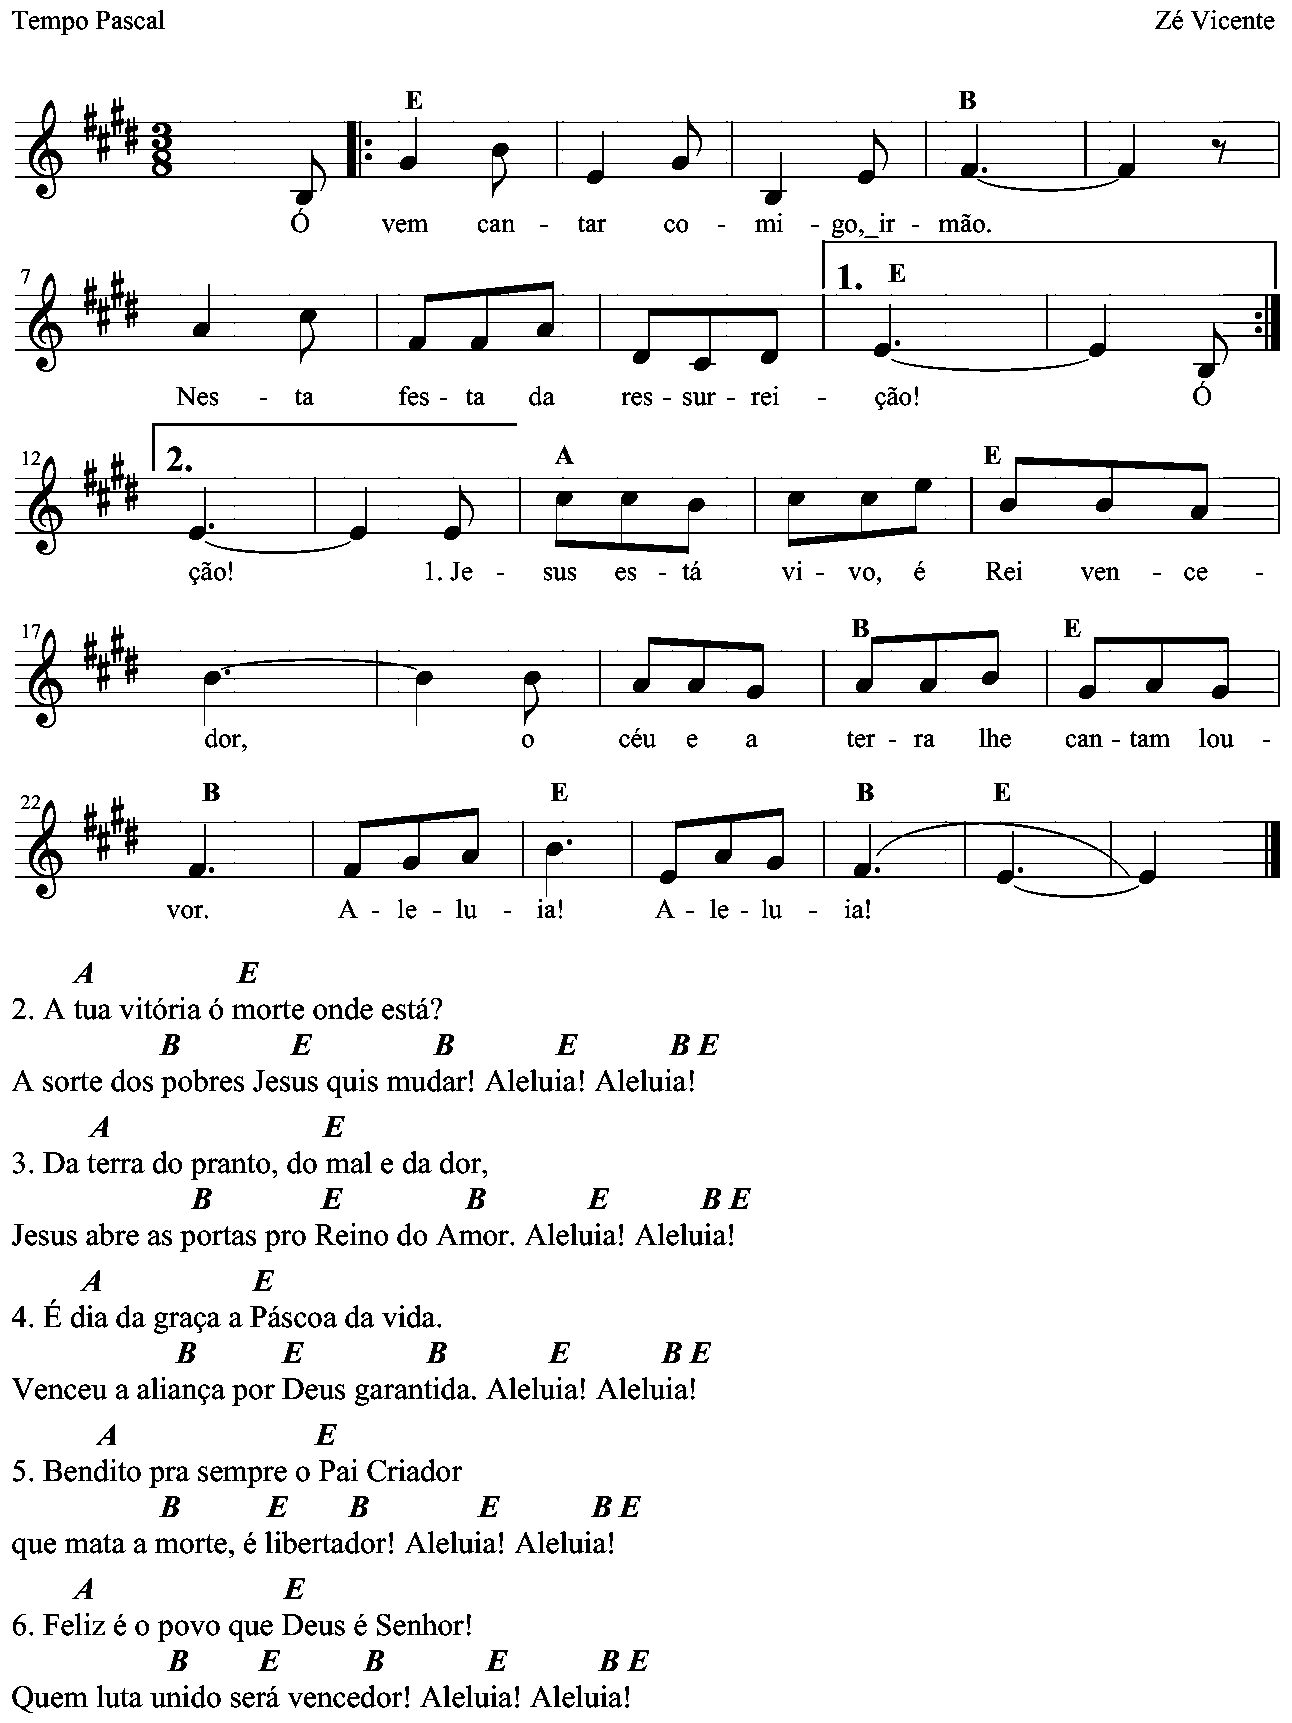 Tempo Pascal Zé Vicente
E B
3
8
Ó vem can - tar co - mi - go,_ir - mão.
7 1. E
Nes - ta fes - ta da res - sur - rei - ção! Ó
12 2. A E
ção! 1. Je - sus es - tá vi - vo, é Rei ven - ce -
17 B E
dor, o céu e a ter - ra lhe can - tam lou -
22 B E B E
vor. A - le - lu - ia! A - le - lu - ia!
A E
2. A tua vitória ó morte onde está?
B E B E B E
A sorte dos pobres Jesus quis mudar! Aleluia! Aleluia!
A E
3. Da terra do pranto, do mal e da dor,
B E B E B E
Jesus abre as portas pro Reino do Amor. Aleluia! Aleluia!
A E
4. É dia da graça a Páscoa da vida.
B E B E B E
Venceu a aliança por Deus garantida. Aleluia! Aleluia!
A E
5. Bendito pra sempre o Pai Criador
B E B E B E
que mata a morte, é libertador! Aleluia! Aleluia!
A E
6. Feliz é o povo que Deus é Senhor!
B E B E B E
Quem luta unido será vencedor! Aleluia! Aleluia!